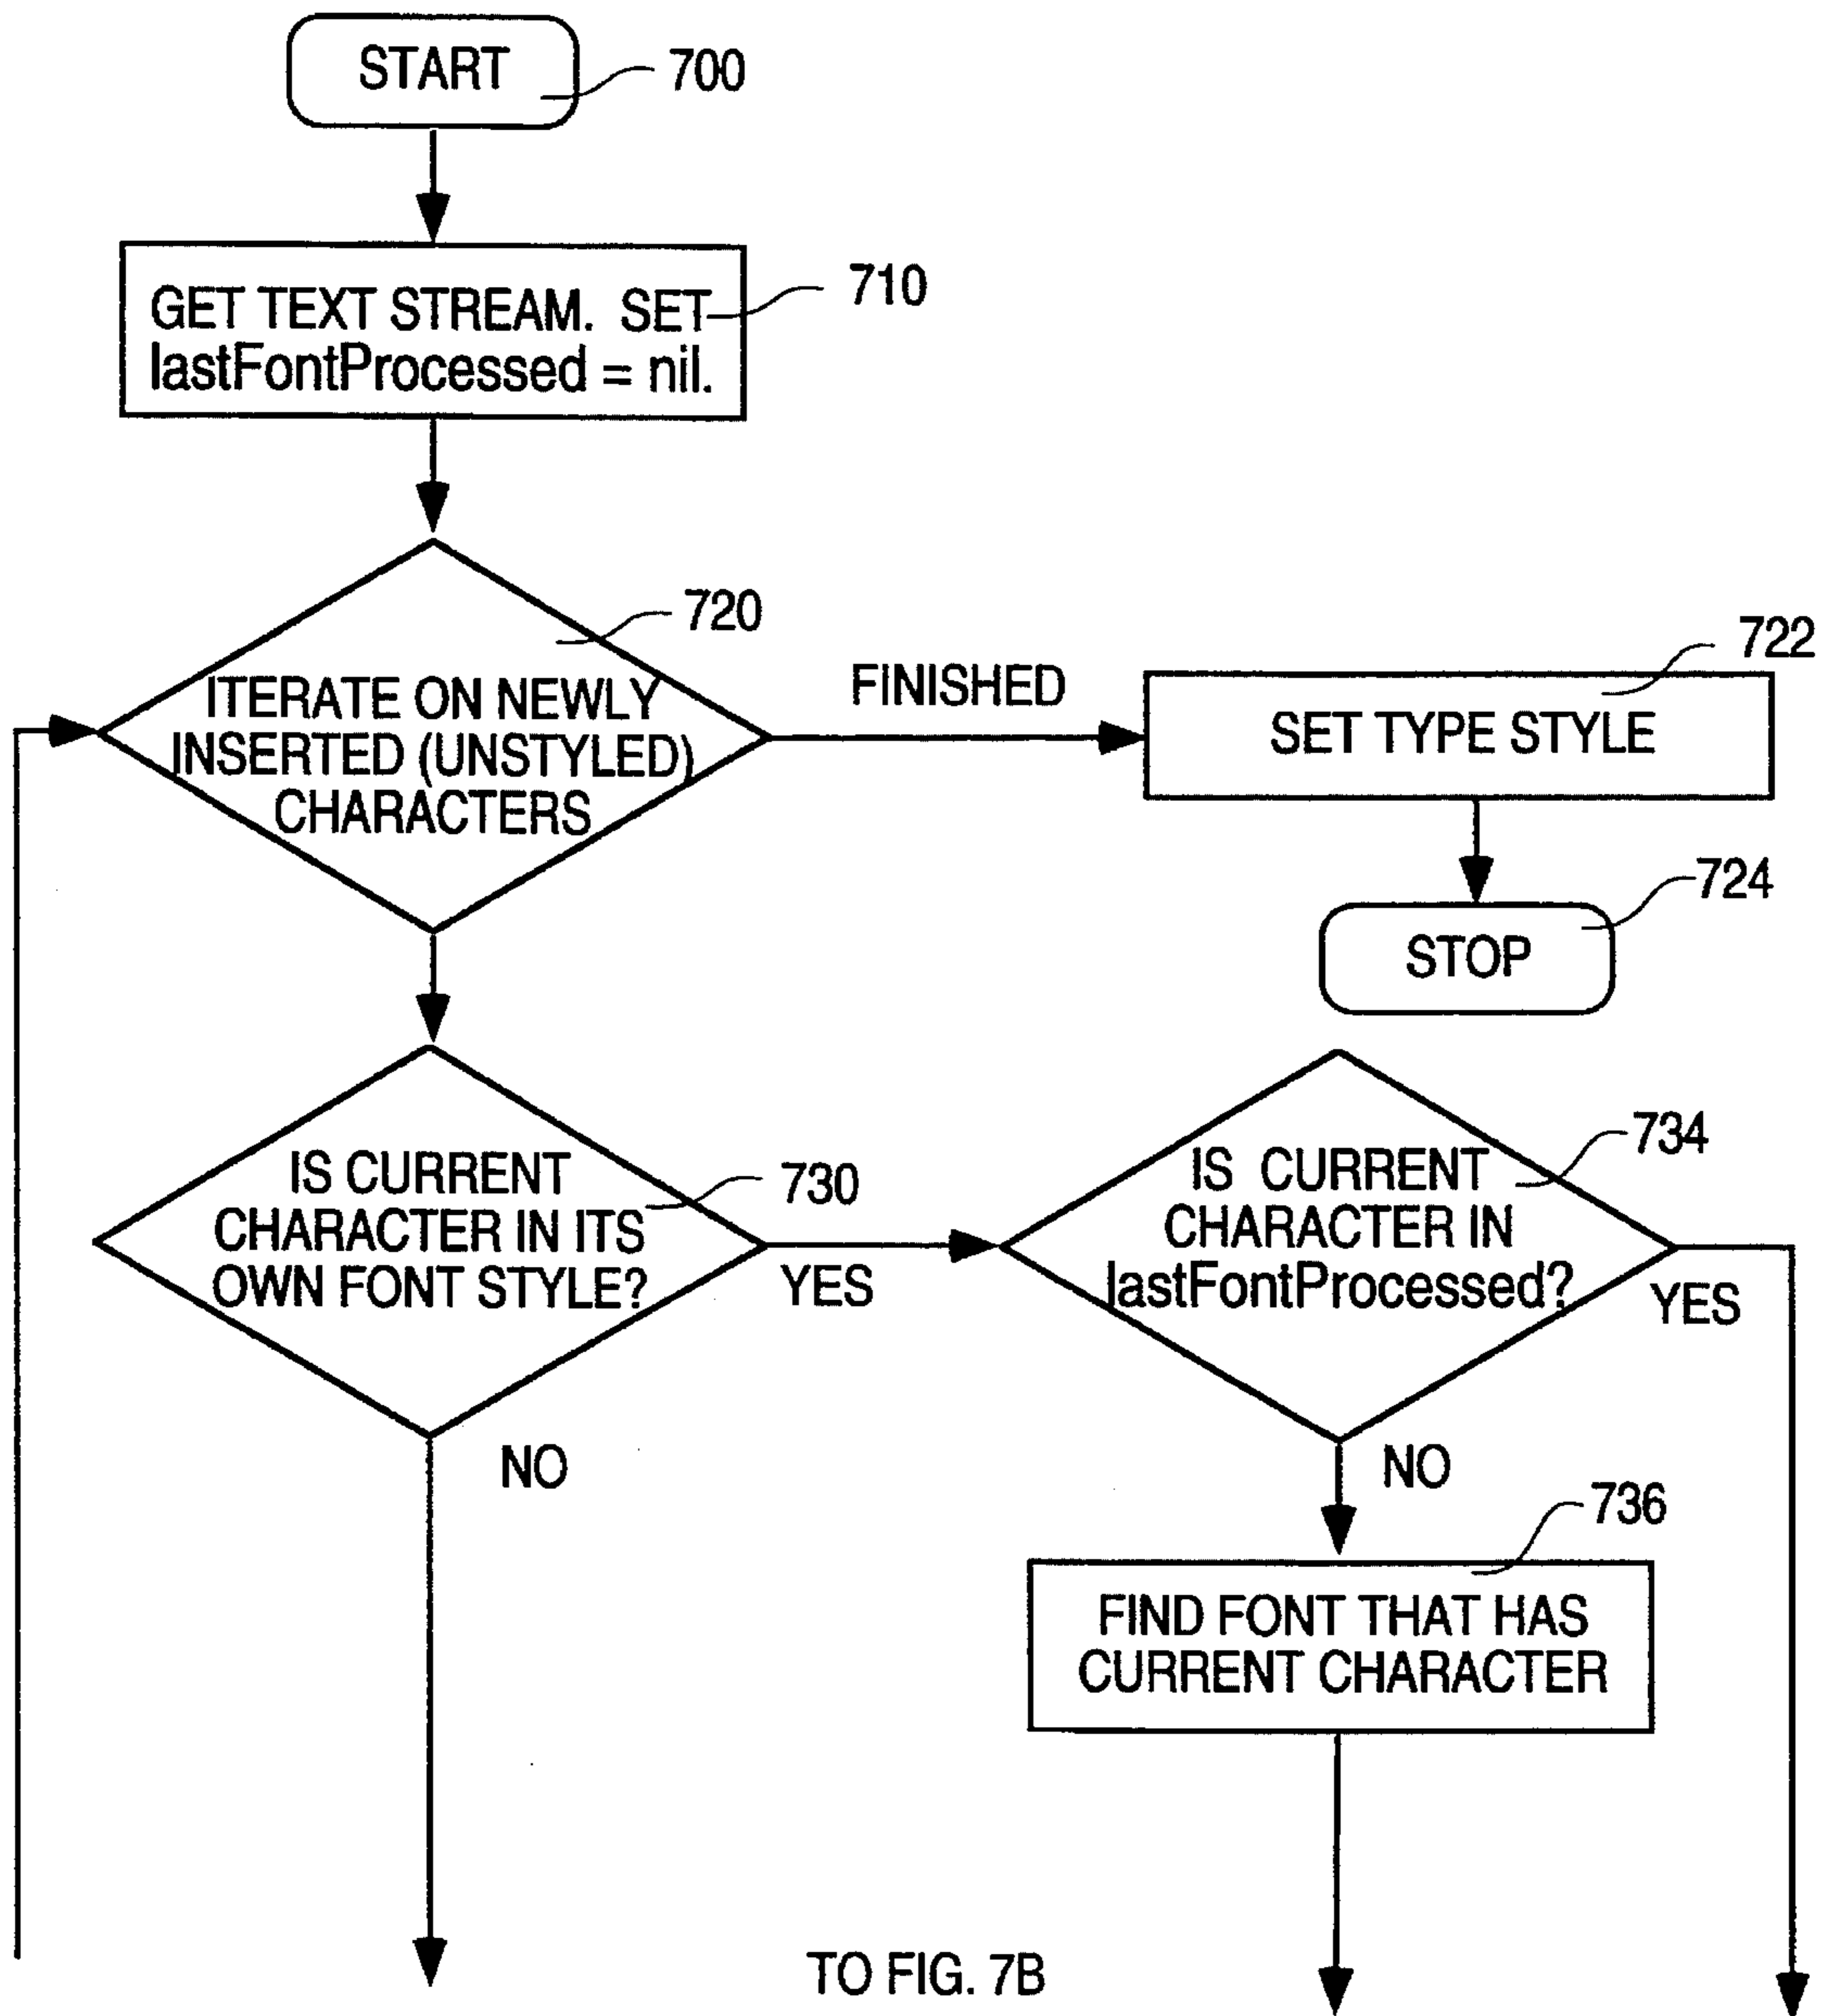 START
700
GET TEXT STREAM. SET
lastFontProcessed = nil.
710
720
ITERATE ON NEWLY
INSERTED (UNSTYLED)
CHARACTERS
FINISHED
722
SET TYPE STYLE
724
STOP
IS CURRENT
CHARACTER IN ITS
OWN FONT STYLE?
730
YES
NO
734
IS CURRENT
CHARACTER IN
lastFontProcessed?
YES
NO
736
FIND FONT THAT HAS
CURRENT CHARACTER
TO FIG. 7B